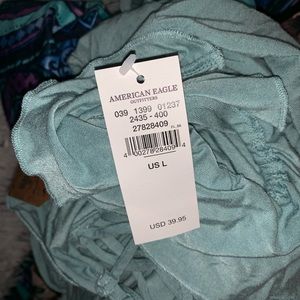 AMERICAN EAGLE
OUTFITTERS
039 1399 01237
2435 - 400
27828409
4 00278 28409 4
US L
USD 39.95